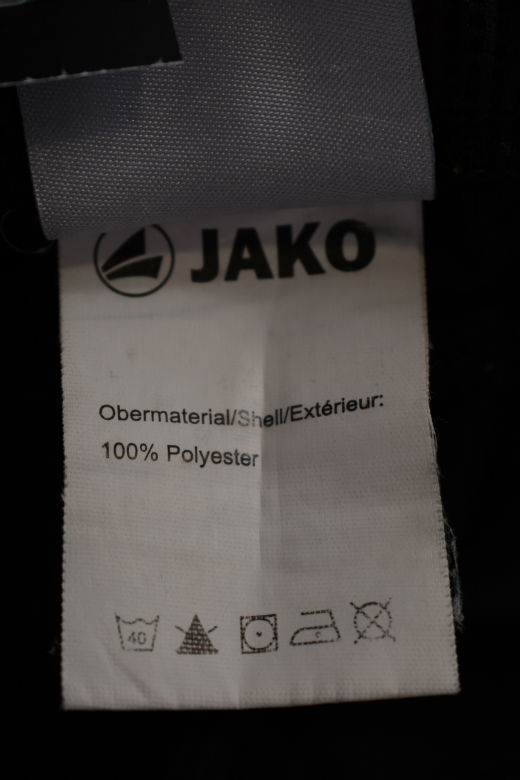 JAKO
Obermaterial/Shell/Extérieur:
100% Polyester
40